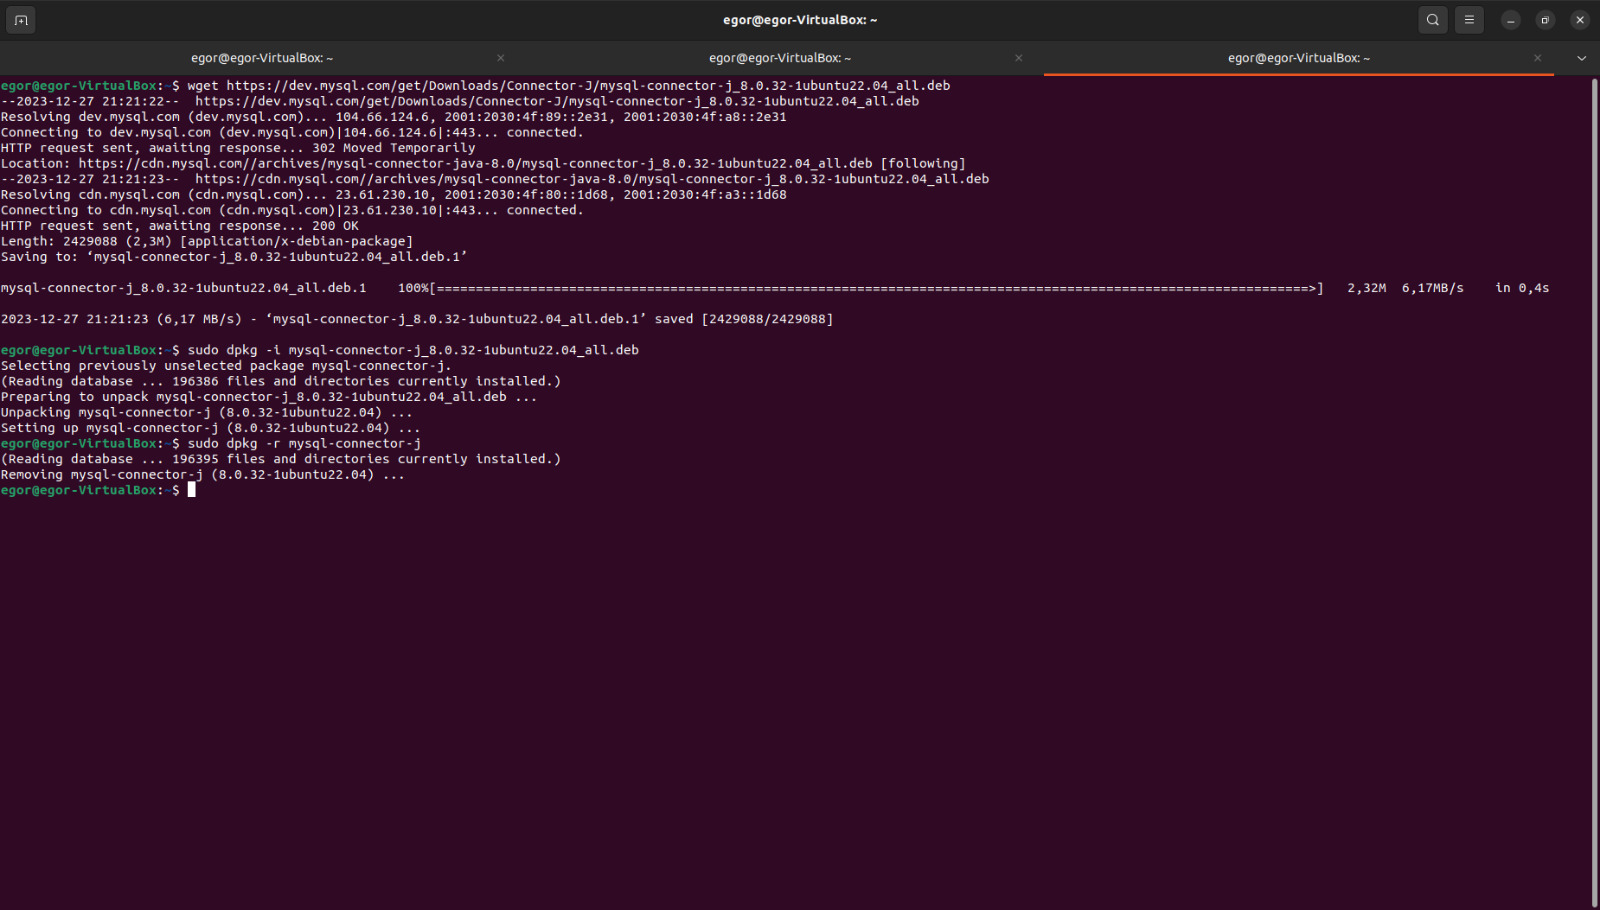 egor@egor-VirtualBox: ~
egor@egor-VirtualBox: ~
egor@egor-VirtualBox: ~
egor@egor-VirtualBox: ~
egor@egor-VirtualBox:~$ wget https://dev.mysql.com/get/Downloads/Connector-J/mysql-connector-j_8.0.32-1ubuntu22.04_all.deb
--2023-12-27 21:21:22--  https://dev.mysql.com/get/Downloads/Connector-J/mysql-connector-j_8.0.32-1ubuntu22.04_all.deb
Resolving dev.mysql.com (dev.mysql.com)... 104.66.124.6, 2001:2030:4f:89::2e31, 2001:2030:4f:a8::2e31
Connecting to dev.mysql.com (dev.mysql.com)|104.66.124.6|:443... connected.
HTTP request sent, awaiting response... 302 Moved Temporarily
Location: https://cdn.mysql.com//archives/mysql-connector-java-8.0/mysql-connector-j_8.0.32-1ubuntu22.04_all.deb [following]
--2023-12-27 21:21:23--  https://cdn.mysql.com//archives/mysql-connector-java-8.0/mysql-connector-j_8.0.32-1ubuntu22.04_all.deb
Resolving cdn.mysql.com (cdn.mysql.com)... 23.61.230.10, 2001:2030:4f:80::1d68, 2001:2030:4f:a3::1d68
Connecting to cdn.mysql.com (cdn.mysql.com)|23.61.230.10|:443... connected.
HTTP request sent, awaiting response... 200 OK
Length: 2429088 (2,3M) [application/x-debian-package]
Saving to: ‘mysql-connector-j_8.0.32-1ubuntu22.04_all.deb.1’
mysql-connector-j_8.0.32-1ubuntu22.04_all.deb.1    100%[================================================================================================================>]   2,32M  6,17MB/s    in 0,4s
2023-12-27 21:21:23 (6,17 MB/s) - ‘mysql-connector-j_8.0.32-1ubuntu22.04_all.deb.1’ saved [2429088/2429088]
egor@egor-VirtualBox:~$ sudo dpkg -i mysql-connector-j_8.0.32-1ubuntu22.04_all.deb
Selecting previously unselected package mysql-connector-j.
(Reading database ... 196386 files and directories currently installed.)
Preparing to unpack mysql-connector-j_8.0.32-1ubuntu22.04_all.deb ...
Unpacking mysql-connector-j (8.0.32-1ubuntu22.04) ...
Setting up mysql-connector-j (8.0.32-1ubuntu22.04) ...
egor@egor-VirtualBox:~$ sudo dpkg -r mysql-connector-j
(Reading database ... 196395 files and directories currently installed.)
Removing mysql-connector-j (8.0.32-1ubuntu22.04) ...
egor@egor-VirtualBox:~$